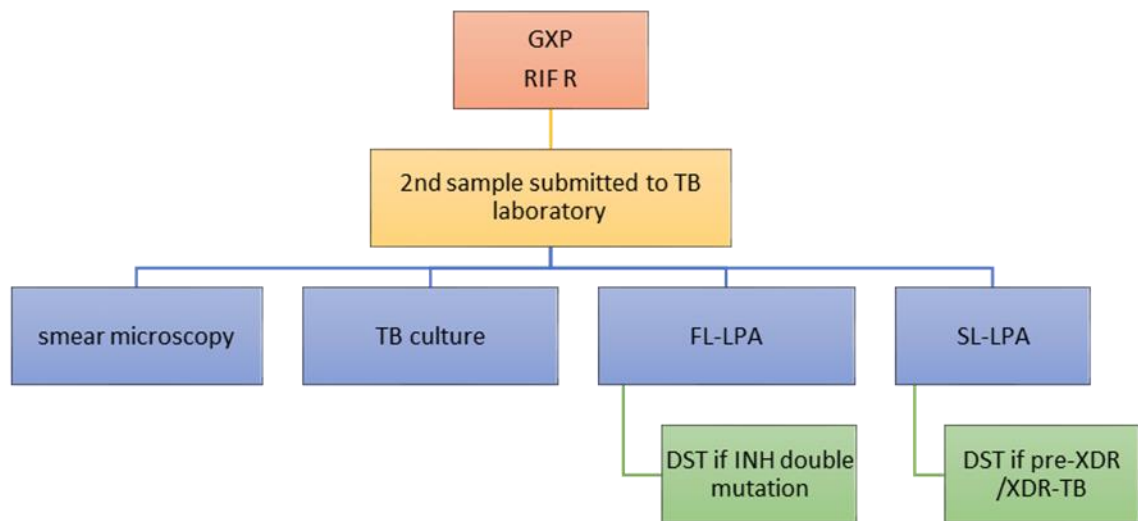 GXP
RIF R
2nd sample submitted to TB
laboratory
smear microscopy
TB culture
FL-LPA
SL-LPA
DST if INH double
mutation
DST if pre-XDR
/XDR-TB